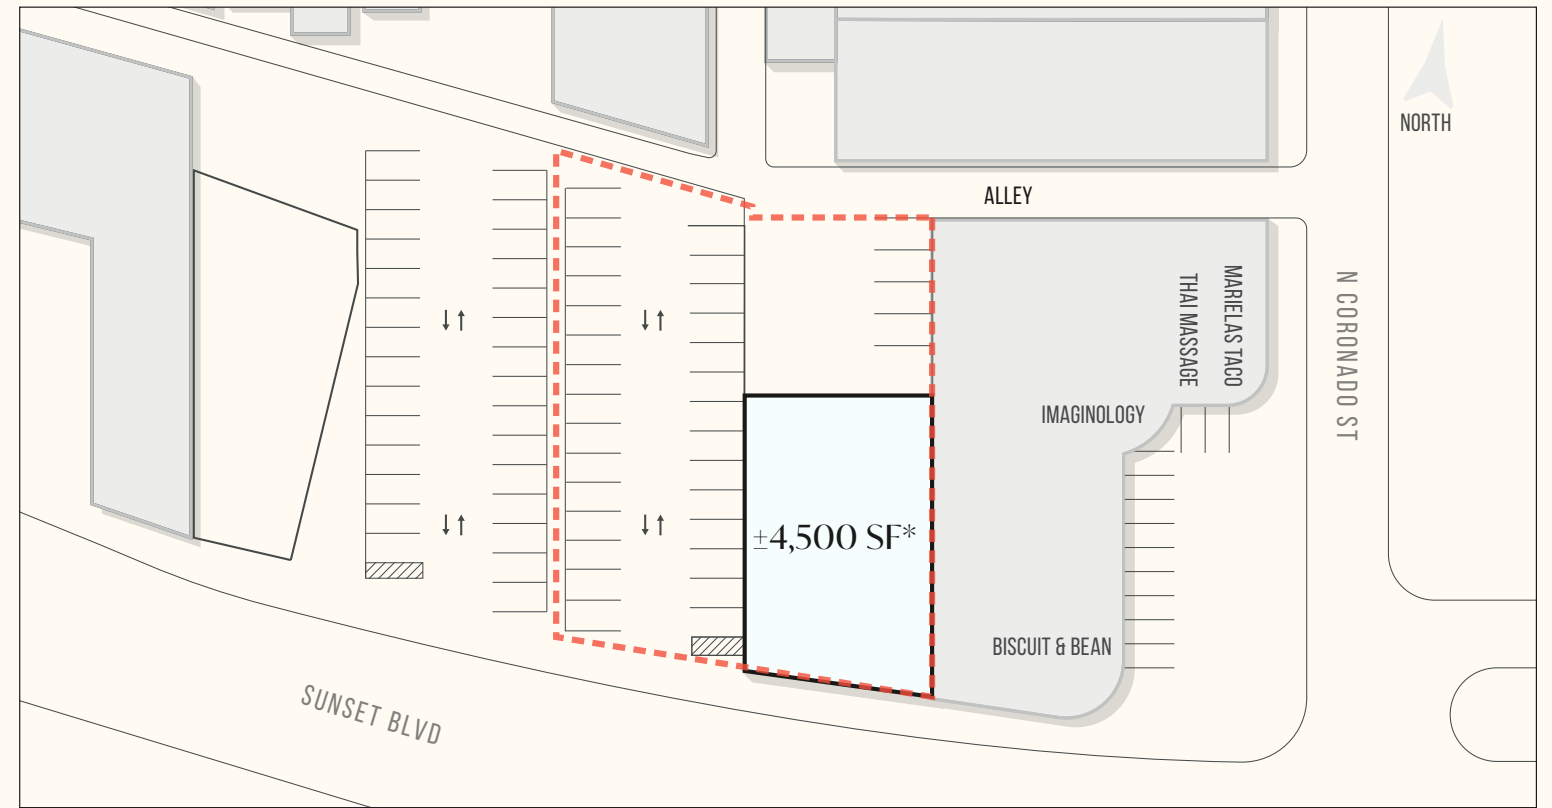 NORTH
ALLEY
N CORONADO ST
MARIELAS TACO
THAI MASSAGE
IMAGINOLOGY
±4,500 SF*
BISCUIT & BEAN
SUNSET BLVD